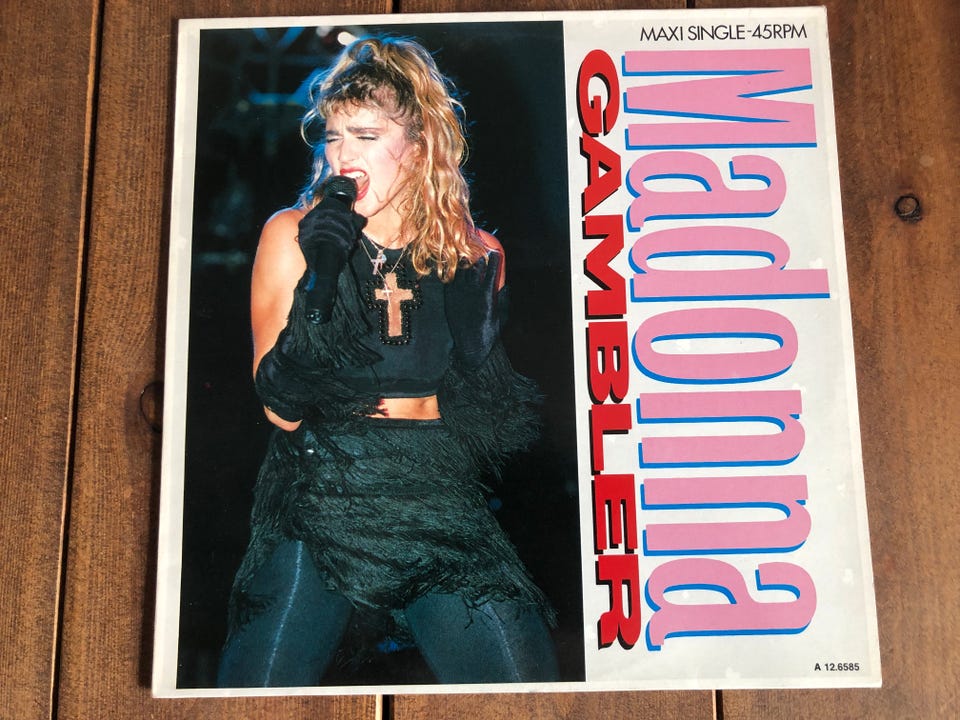 MAXI SINGLE-45RPM
Madonna
GAMBLER
A 12.6585